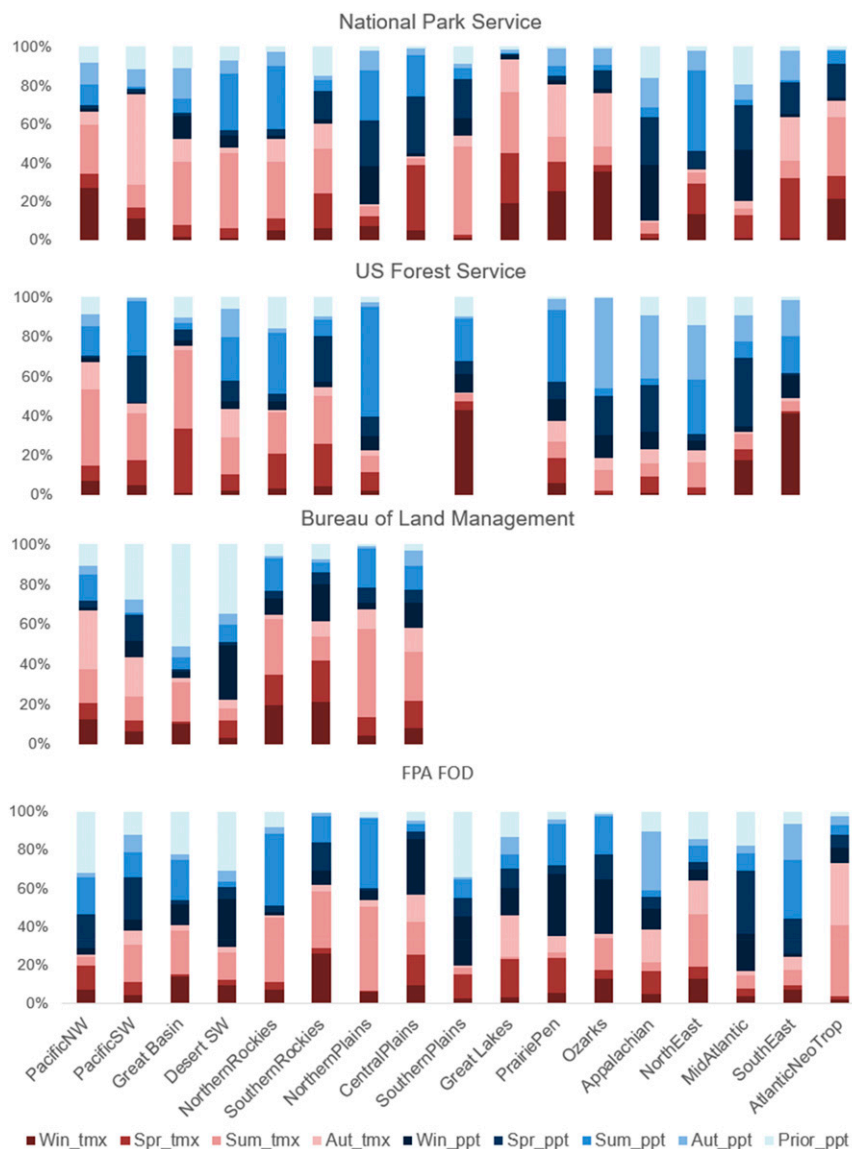 National Park Service
100%
80%
60%
40%
20%
0%
US Forest Service
100%
80%
60%
40%
20%
0%
Bureau of Land Management
100%
80%
60%
40%
20%
0%
FPA FOD
100%
80%
60%
40%
20%
0%
PacificNW
PacificSW
Great Basin
Desert SW
NorthernRockies
SouthernRockies
NorthernPlains
CentralPlains
SouthernPlains
Great Lakes
PrairiePen
Ozarks
Appalachian
NorthEast
MidAtlantic
SouthEast
AtlanticNeoTrop
Win_tmx Spr_tmx Sum_tmx Aut_tmx Win_ppt Spr_ppt Sum_ppt Aut_ppt Prior_ppt